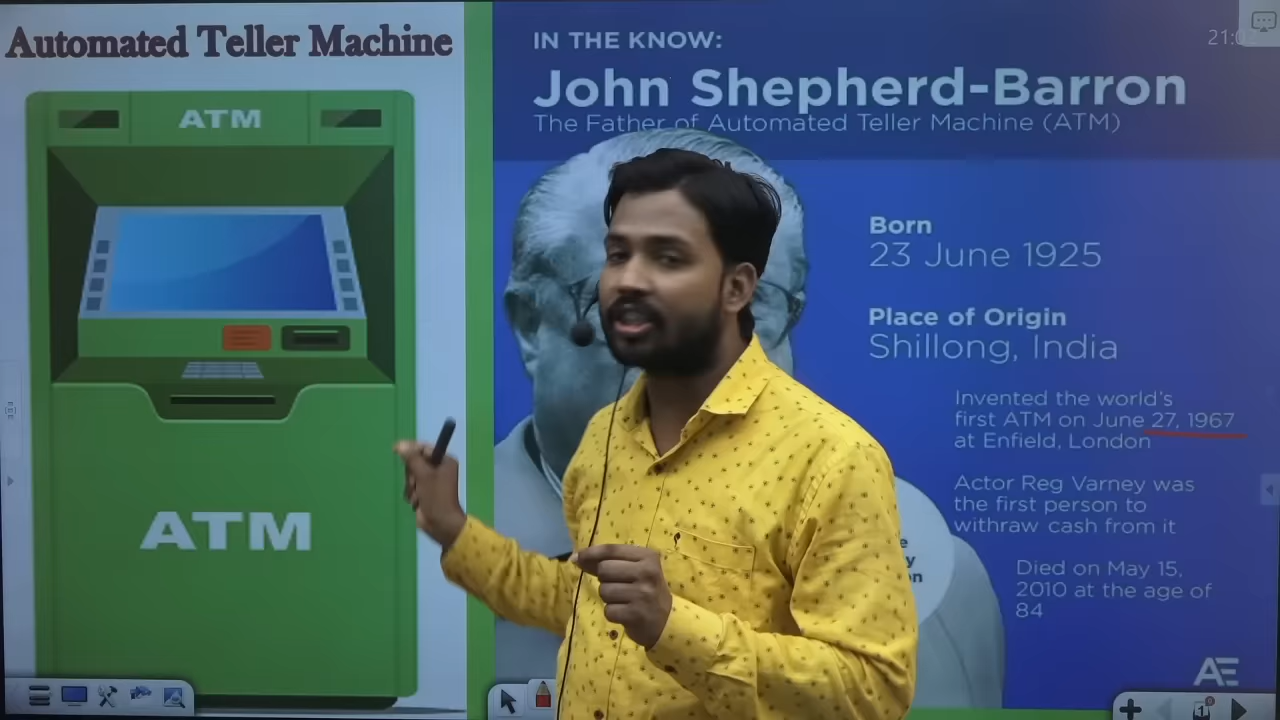 Automated Teller Machine
ATM
ATM
IN THE KNOW:
John Shepherd-Barron
The Father of Automated Teller Machine (ATM)
Born
23 June 1925
Place of Origin
Shillong, India
Invented the world's
first ATM on June 27, 1967
at Enfield, London
Actor Reg Varney was
the first person to
withraw cash from it
Died on May 15,
2010 at the age of
84
AE